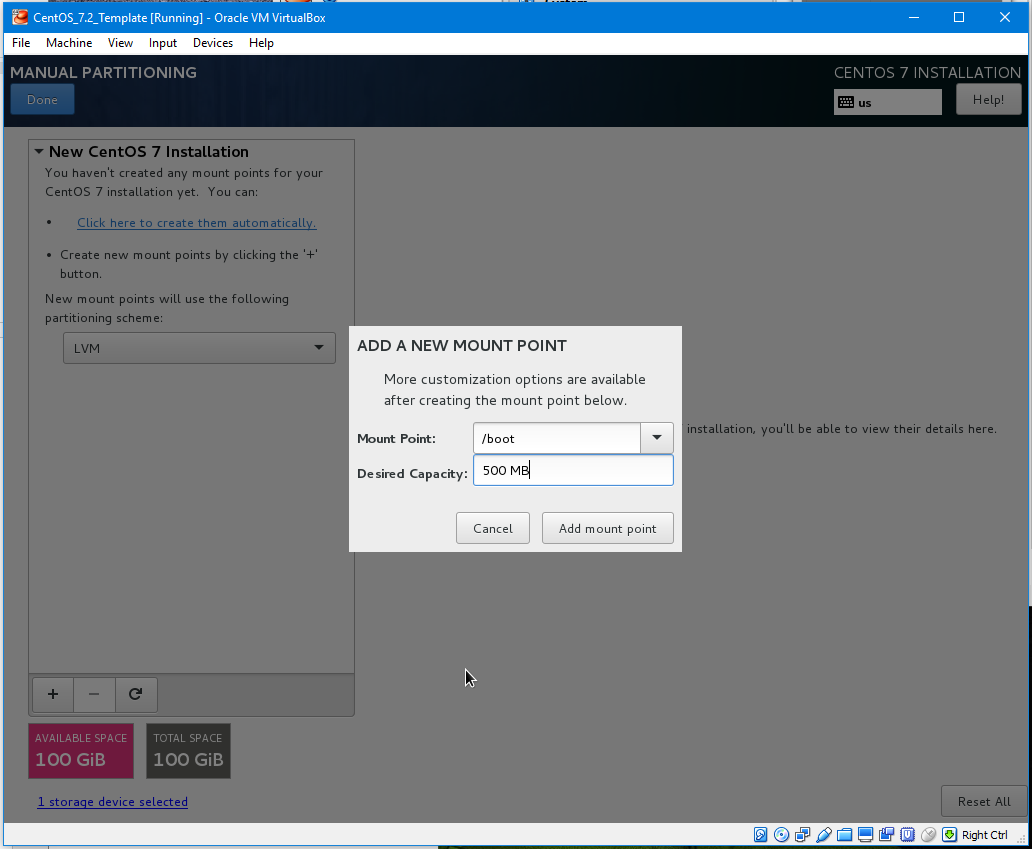 CentOS_7.2_Template [Running] - Oracle VM VirtualBox
File Machine View Input Devices Help
MANUAL PARTITIONING
CENTOS 7 INSTALLATION
Done
us
Help!
New CentOS 7 Installation
You haven't created any mount points for your
CentOS 7 installation yet. You can:
• Click here to create them automatically.
• Create new mount points by clicking the '+'
button.
New mount points will use the following
partitioning scheme:
LVM
ADD A NEW MOUNT POINT
More customization options are available
after creating the mount point below.
Mount Point: /boot
installation, you'll be able to view their details here.
Desired Capacity: 500 MB
Cancel Add mount point
+ −
AVAILABLE SPACE
100 GiB
TOTAL SPACE
100 GiB
1 storage device selected
Reset All
Right Ctrl